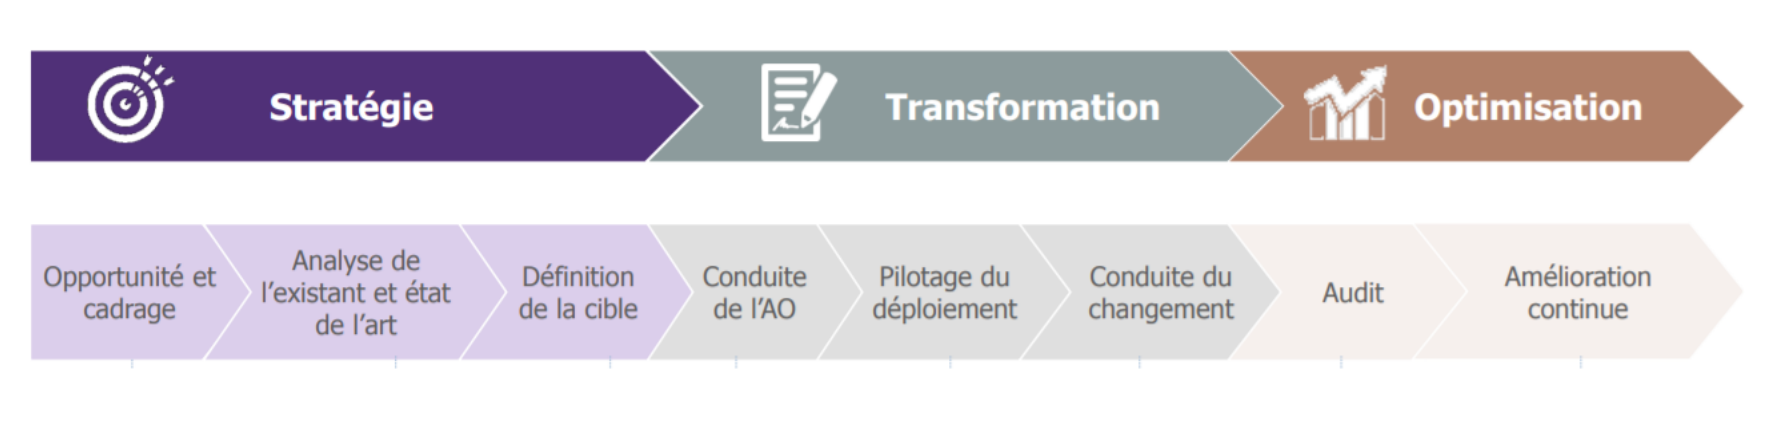 Stratégie
Transformation
Optimisation
Opportunité et
cadrage
Analyse de
l'existant et état
de l'art
Définition
de la cible
Conduite
de l'AO
Pilotage du
déploiement
Conduite du
changement
Audit
Amélioration
continue